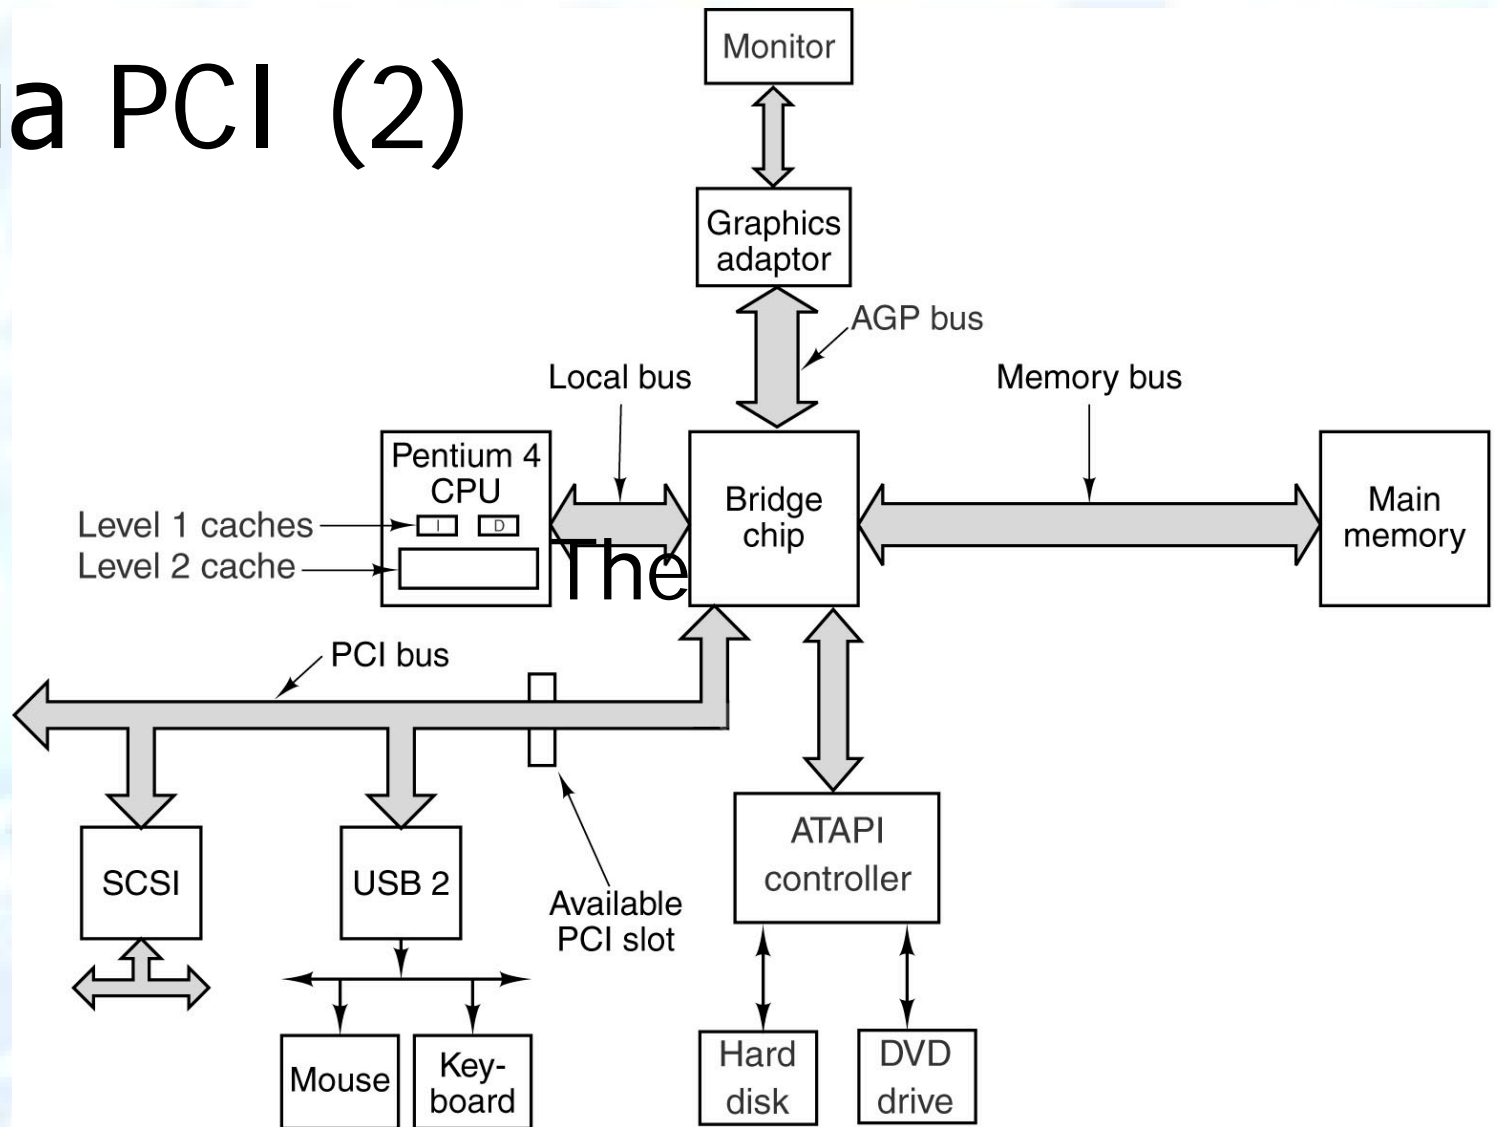 a PCI (2)
Monitor
Graphics
adaptor
AGP bus
Local bus
Memory bus
Pentium 4
CPU
I
D
Level 1 caches
Level 2 cache
Bridge
chip
Main
memory
The
PCI bus
SCSI
USB 2
Available
PCI slot
ATAPI
controller
Mouse
Key-
board
Hard
disk
DVD
drive